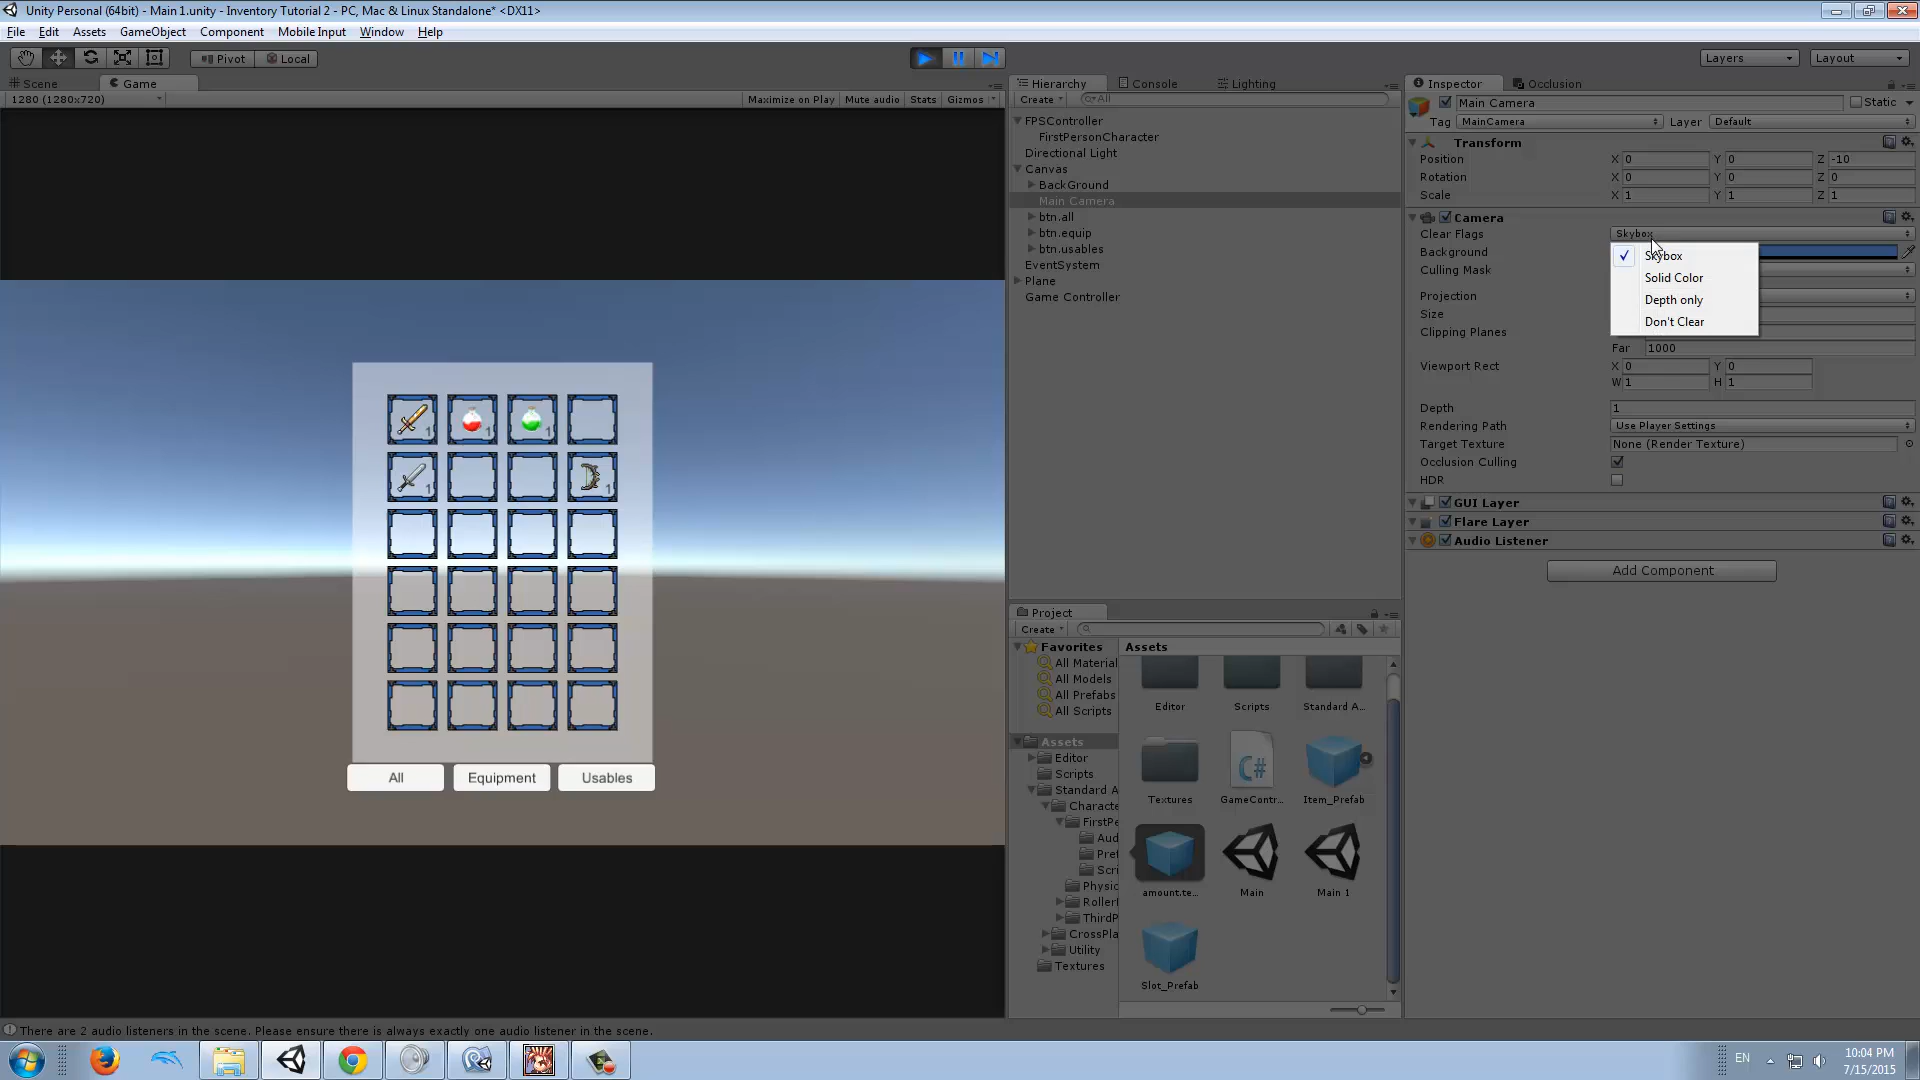 Unity Personal (64bit) - Main 1.unity - Inventory Tutorial 2 - PC, Mac & Linux Standalone* <DX11>
File Edit Assets GameObject Component Mobile Input Window Help
Pivot Local Layers Layout
Scene Game
1280 (1280x720) Maximize on Play Mute audio Stats Gizmos
1 1 1
1 1
All Equipment Usables
Hierarchy Console Lighting
Create All
FPSController
FirstPersonCharacter
Directional Light
Canvas
BackGround
Main Camera
btn.all
btn.equip
btn.usables
EventSystem
Plane
Game Controller
Project
Create
Favorites
All Material
All Models
All Prefabs
All Scripts
Assets
Editor
Scripts
Standard A
Characte
FirstPe
Aud
Pref
Scri
Physic
RollerI
ThirdP
CrossPla
Utility
Textures
Assets
Editor Scripts Standard A...
Textures GameContr... Item_Prefab
C#
amount.te... Main Main 1
Slot_Prefab
Inspector Occlusion
Main Camera Static
Tag MainCamera Layer Default
Transform
Position X 0 Y 0 Z -10
Rotation X 0 Y 0 Z 0
Scale X 1 Y 1 Z 1
Camera
Clear Flags Skybox
Background
Culling Mask
Projection
Size
Clipping Planes
Skybox
Solid Color
Depth only
Don't Clear
Far 1000
Viewport Rect X 0 Y 0
W 1 H 1
Depth 1
Rendering Path Use Player Settings
Target Texture None (Render Texture)
Occlusion Culling
HDR
GUI Layer
Flare Layer
Audio Listener
Add Component
There are 2 audio listeners in the scene. Please ensure there is always exactly one audio listener in the scene.
EN 10:04 PM
7/15/2015